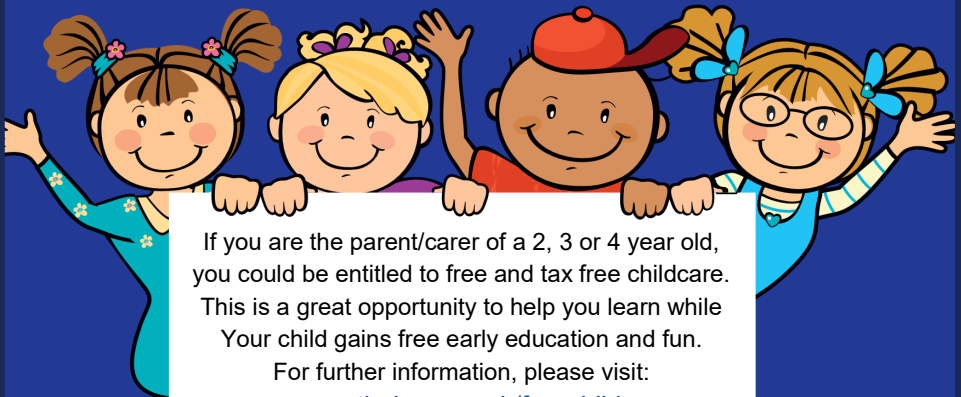 If you are the parent/carer of a 2, 3 or 4 year old,
you could be entitled to free and tax free childcare.
This is a great opportunity to help you learn while
Your child gains free early education and fun.
For further information, please visit: